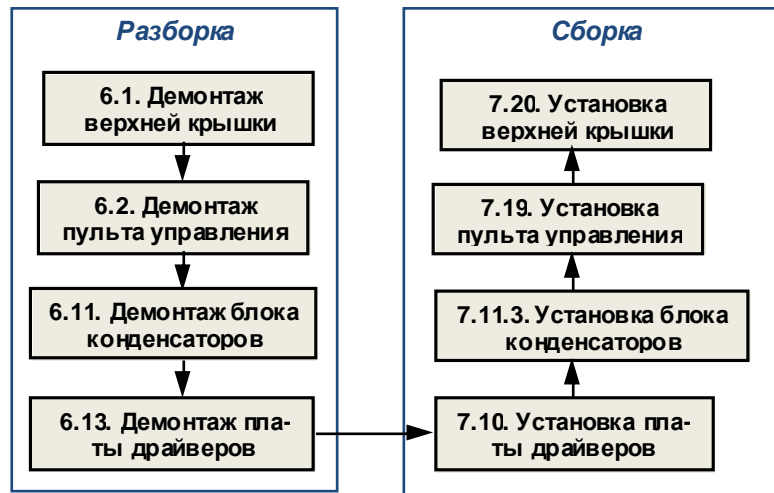 Разборка
6.1. Демонтаж
верхней крышки
6.2. Демонтаж
пульта управления
6.11. Демонтаж блока
конденсаторов
6.13. Демонтаж пла-
ты драйверов
Сборка
7.20. Установка
верхней крышки
7.19. Установка
пульта управления
7.11.3. Установка блока
конденсаторов
7.10. Установка пла-
ты драйверов